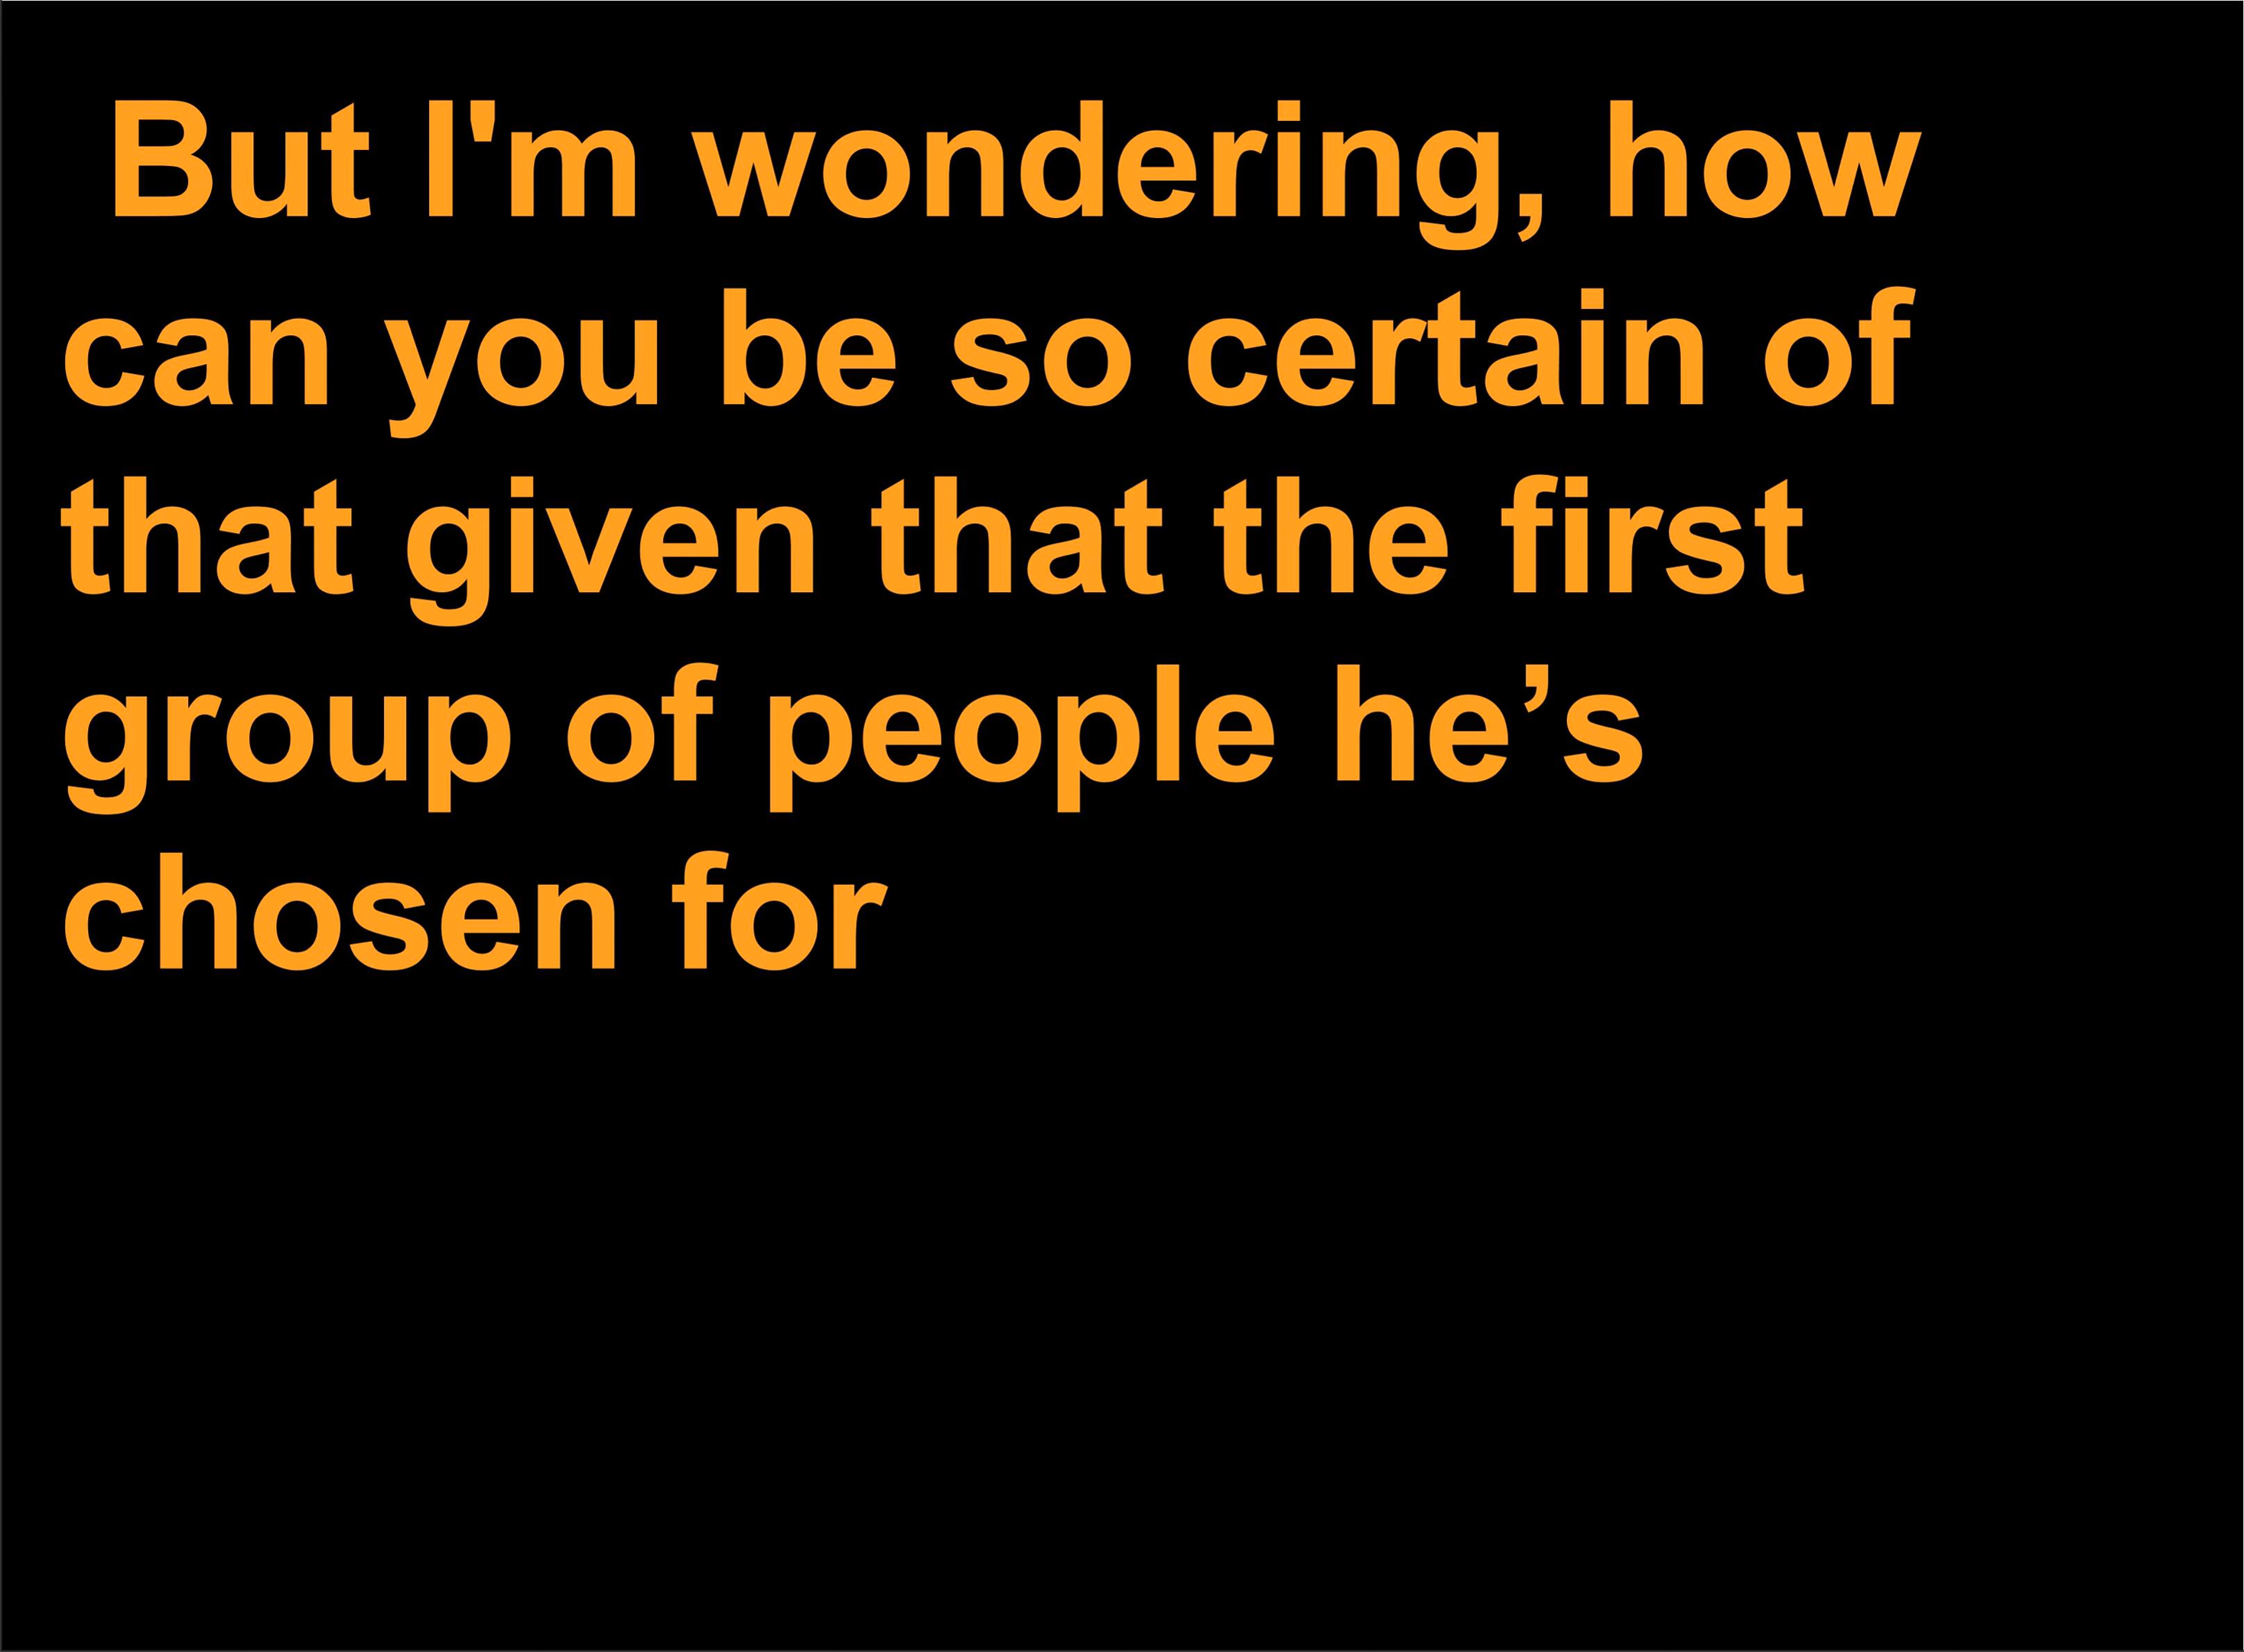 But I'm wondering, how
can you be so certain of
that given that the first
group of people he’s
chosen for